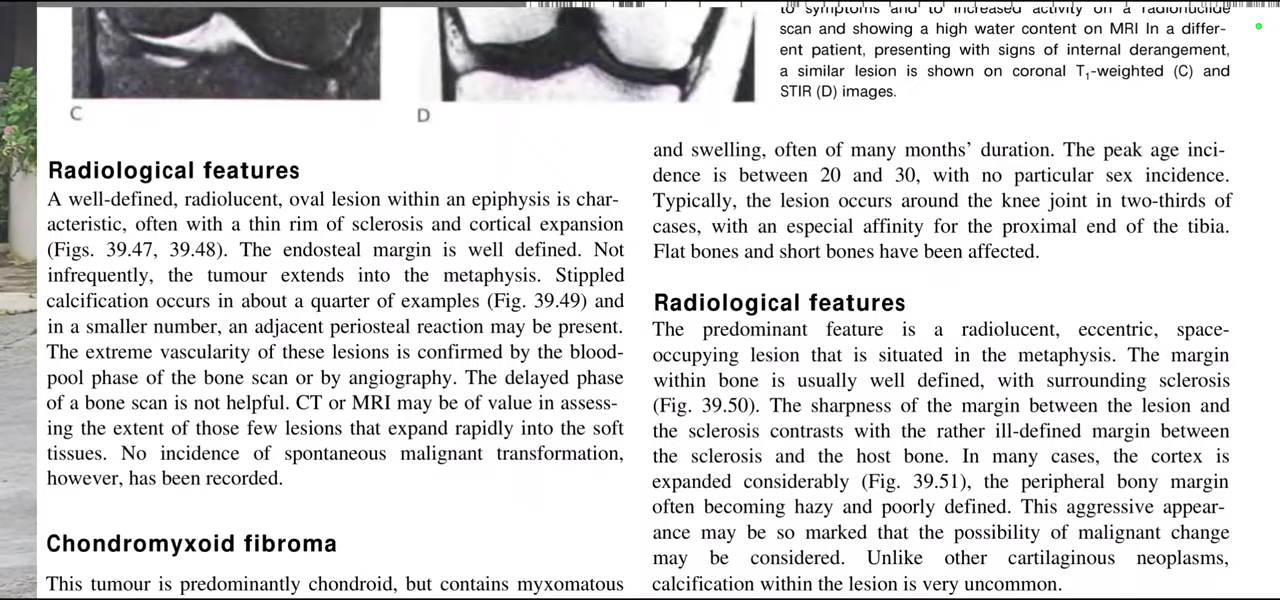 to symptoms and to increased activity on a radionuclide
scan and showing a high water content on MRI In a differ-
ent patient, presenting with signs of internal derangement,
a similar lesion is shown on coronal T₁-weighted (C) and
STIR (D) images.
C
D
Radiological features
A well-defined, radiolucent, oval lesion within an epiphysis is char-
acteristic, often with a thin rim of sclerosis and cortical expansion
(Figs. 39.47, 39.48). The endosteal margin is well defined. Not
infrequently, the tumour extends into the metaphysis. Stippled
calcification occurs in about a quarter of examples (Fig. 39.49) and
in a smaller number, an adjacent periosteal reaction may be present.
The extreme vascularity of these lesions is confirmed by the blood-
pool phase of the bone scan or by angiography. The delayed phase
of a bone scan is not helpful. CT or MRI may be of value in assess-
ing the extent of those few lesions that expand rapidly into the soft
tissues. No incidence of spontaneous malignant transformation,
however, has been recorded.
Chondromyxoid fibroma
This tumour is predominantly chondroid, but contains myxomatous
and swelling, often of many months' duration. The peak age inci-
dence is between 20 and 30, with no particular sex incidence.
Typically, the lesion occurs around the knee joint in two-thirds of
cases, with an especial affinity for the proximal end of the tibia.
Flat bones and short bones have been affected.
Radiological features
The predominant feature is a radiolucent, eccentric, space-
occupying lesion that is situated in the metaphysis. The margin
within bone is usually well defined, with surrounding sclerosis
(Fig. 39.50). The sharpness of the margin between the lesion and
the sclerosis contrasts with the rather ill-defined margin between
the sclerosis and the host bone. In many cases, the cortex is
expanded considerably (Fig. 39.51), the peripheral bony margin
often becoming hazy and poorly defined. This aggressive appear-
ance may be so marked that the possibility of malignant change
may be considered. Unlike other cartilaginous neoplasms,
calcification within the lesion is very uncommon.